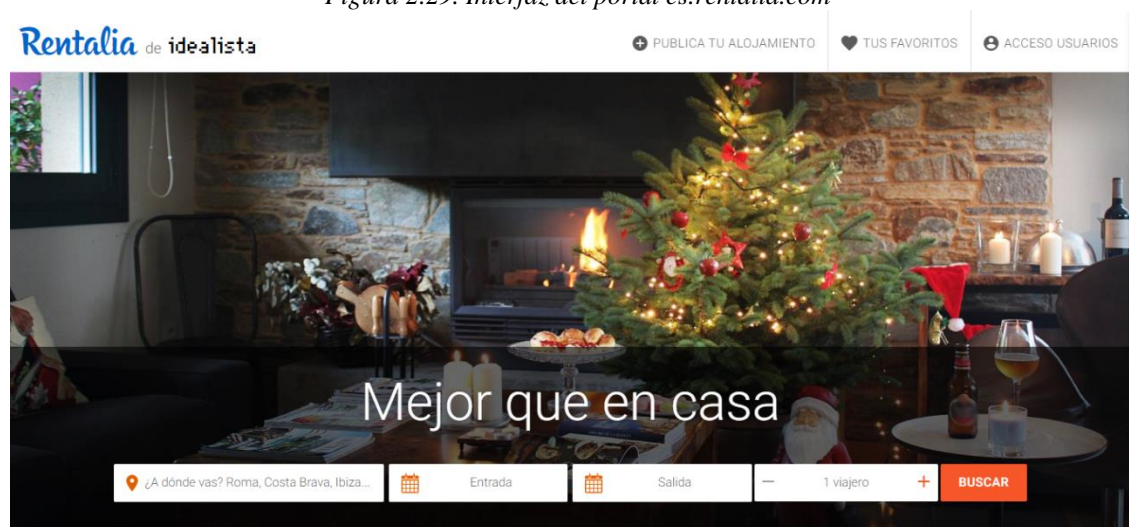 Figura 2.29. Interfaz del portal es.rentalia.com
Rentalia de idealista
PUBLICA TU ALOJAMIENTO
TUS FAVORITOS
ACCESO USUARIOS
Mejor que en casa
¿A dónde vas? Roma, Costa Brava, Ibiza...
Entrada
Salida
1 viajero
BUSCAR